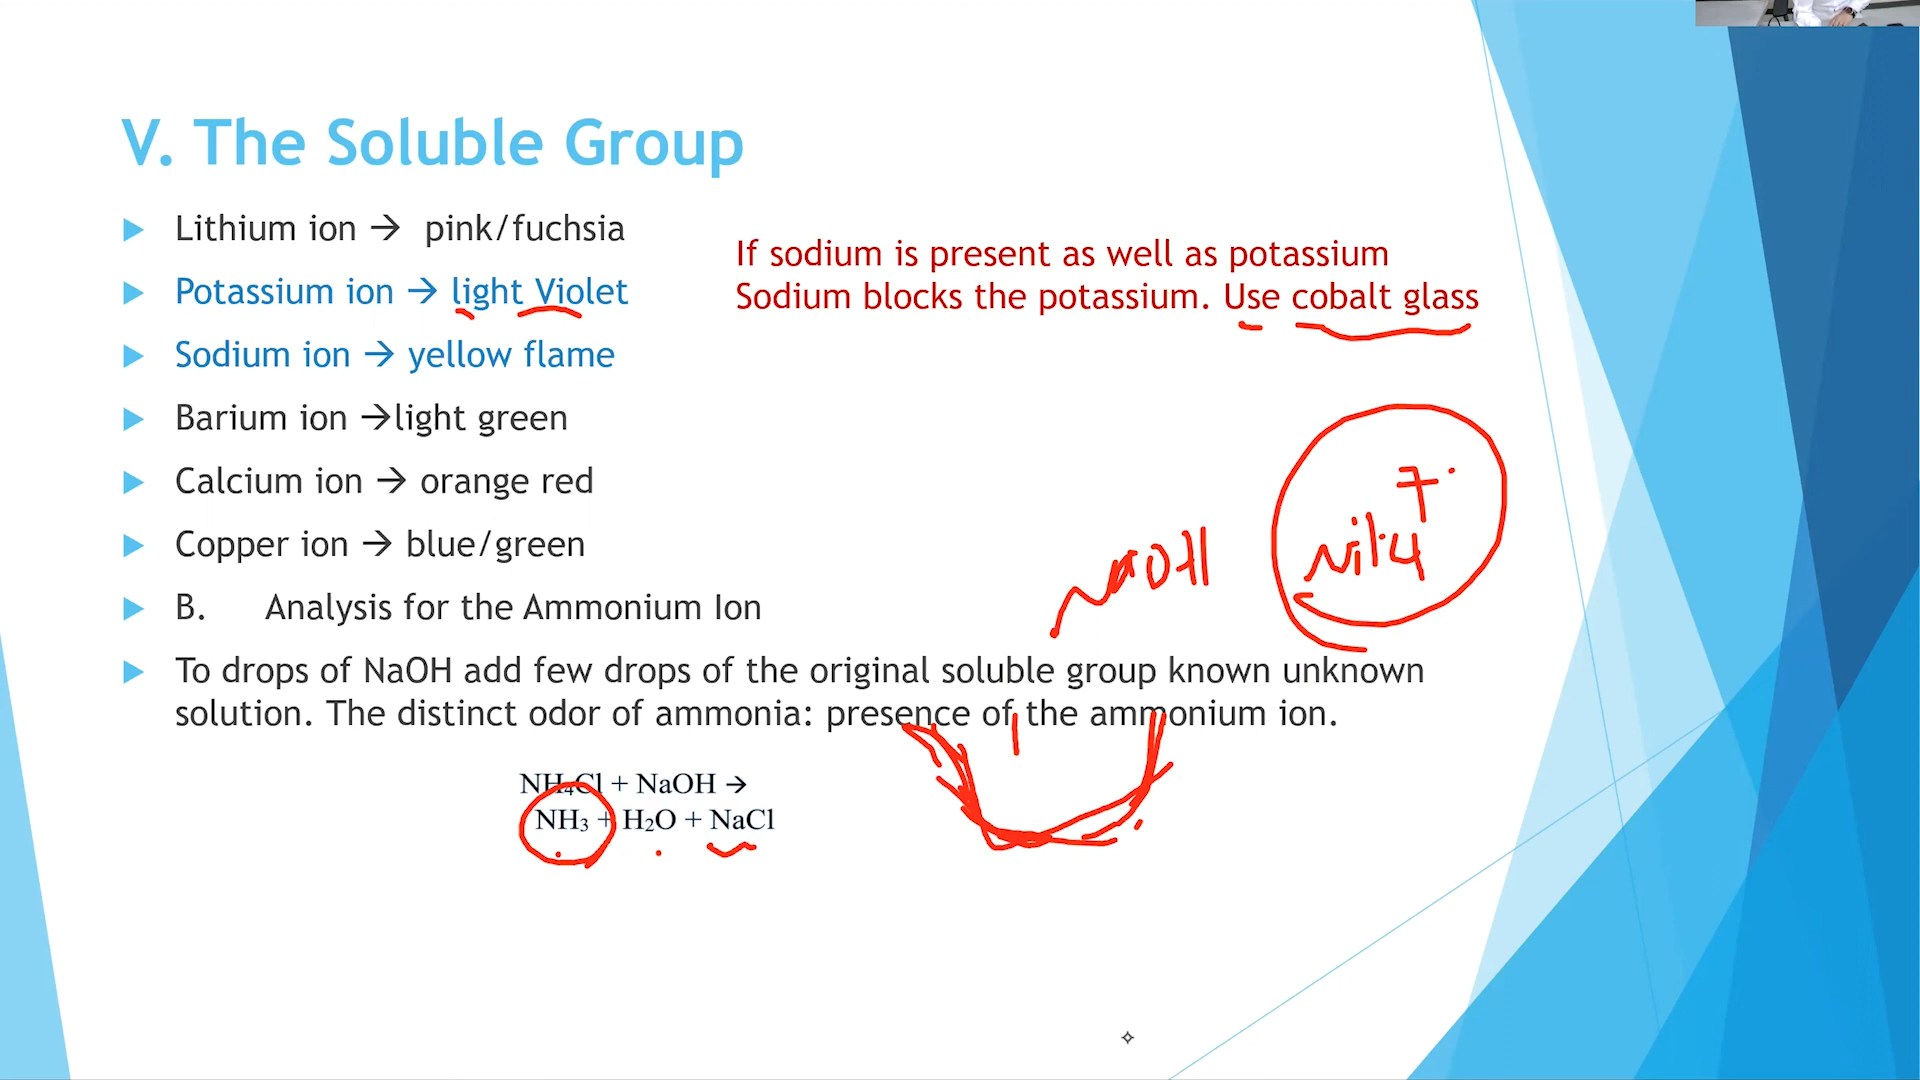 V. The Soluble Group
Lithium ion → pink/fuchsia
Potassium ion → light Violet
Sodium ion → yellow flame
Barium ion →light green
Calcium ion → orange red
Copper ion → blue/green
B. Analysis for the Ammonium Ion
To drops of NaOH add few drops of the original soluble group known unknown
solution. The distinct odor of ammonia: presence of the ammonium ion.
If sodium is present as well as potassium
Sodium blocks the potassium. Use cobalt glass
NaOH
NH4+
NH₄Cl + NaOH →
NH₃ + H₂O + NaCl